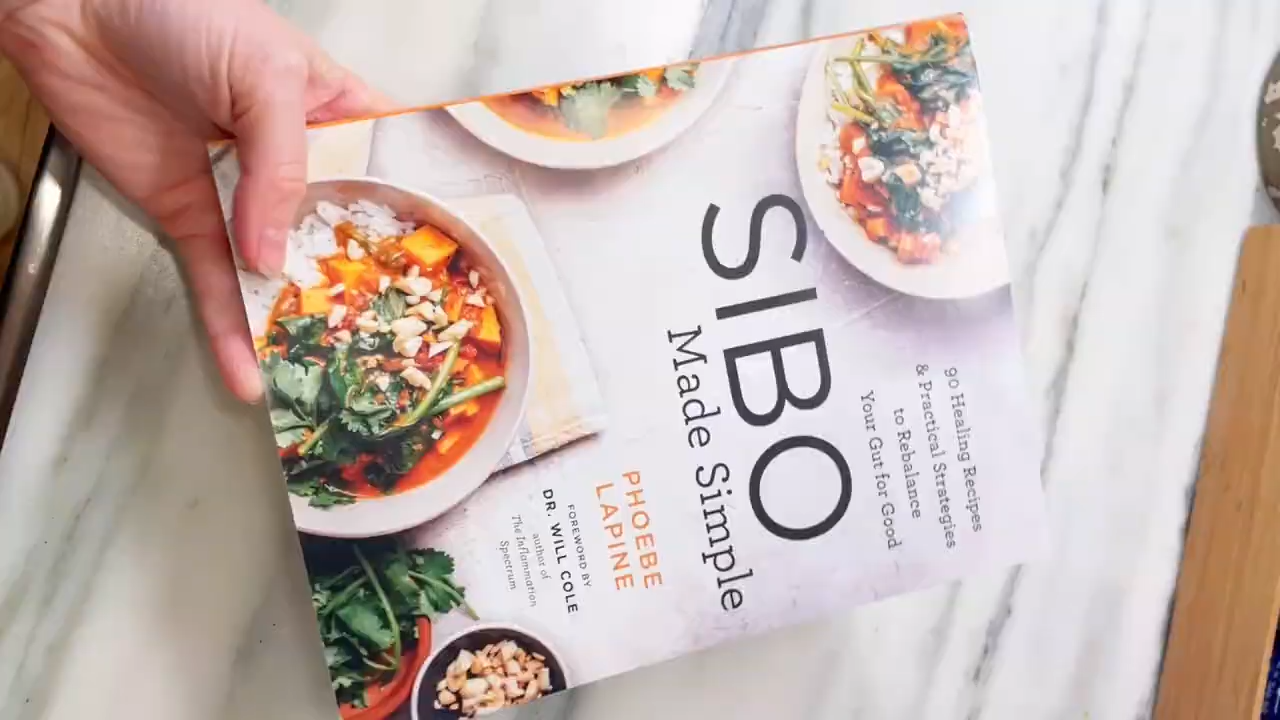 90 Healing Recipes
& Practical Strategies
to Rebalance
Your Gut for Good
SIBO
Made Simple
PHOEBE
LAPINE
FOREWORD BY
DR. WILL COLE
author of
The Inflammation
Spectrum